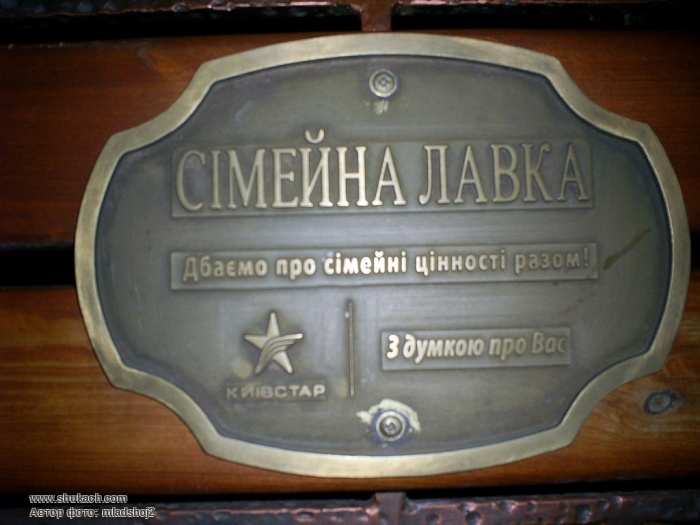 СІМЕЙНА ЛАВКА
Дбаємо про сімейні цінності разом!
КИЇВСТАР
З думкою про Вас
www.shukach.com
Автор фото: mladshoj2